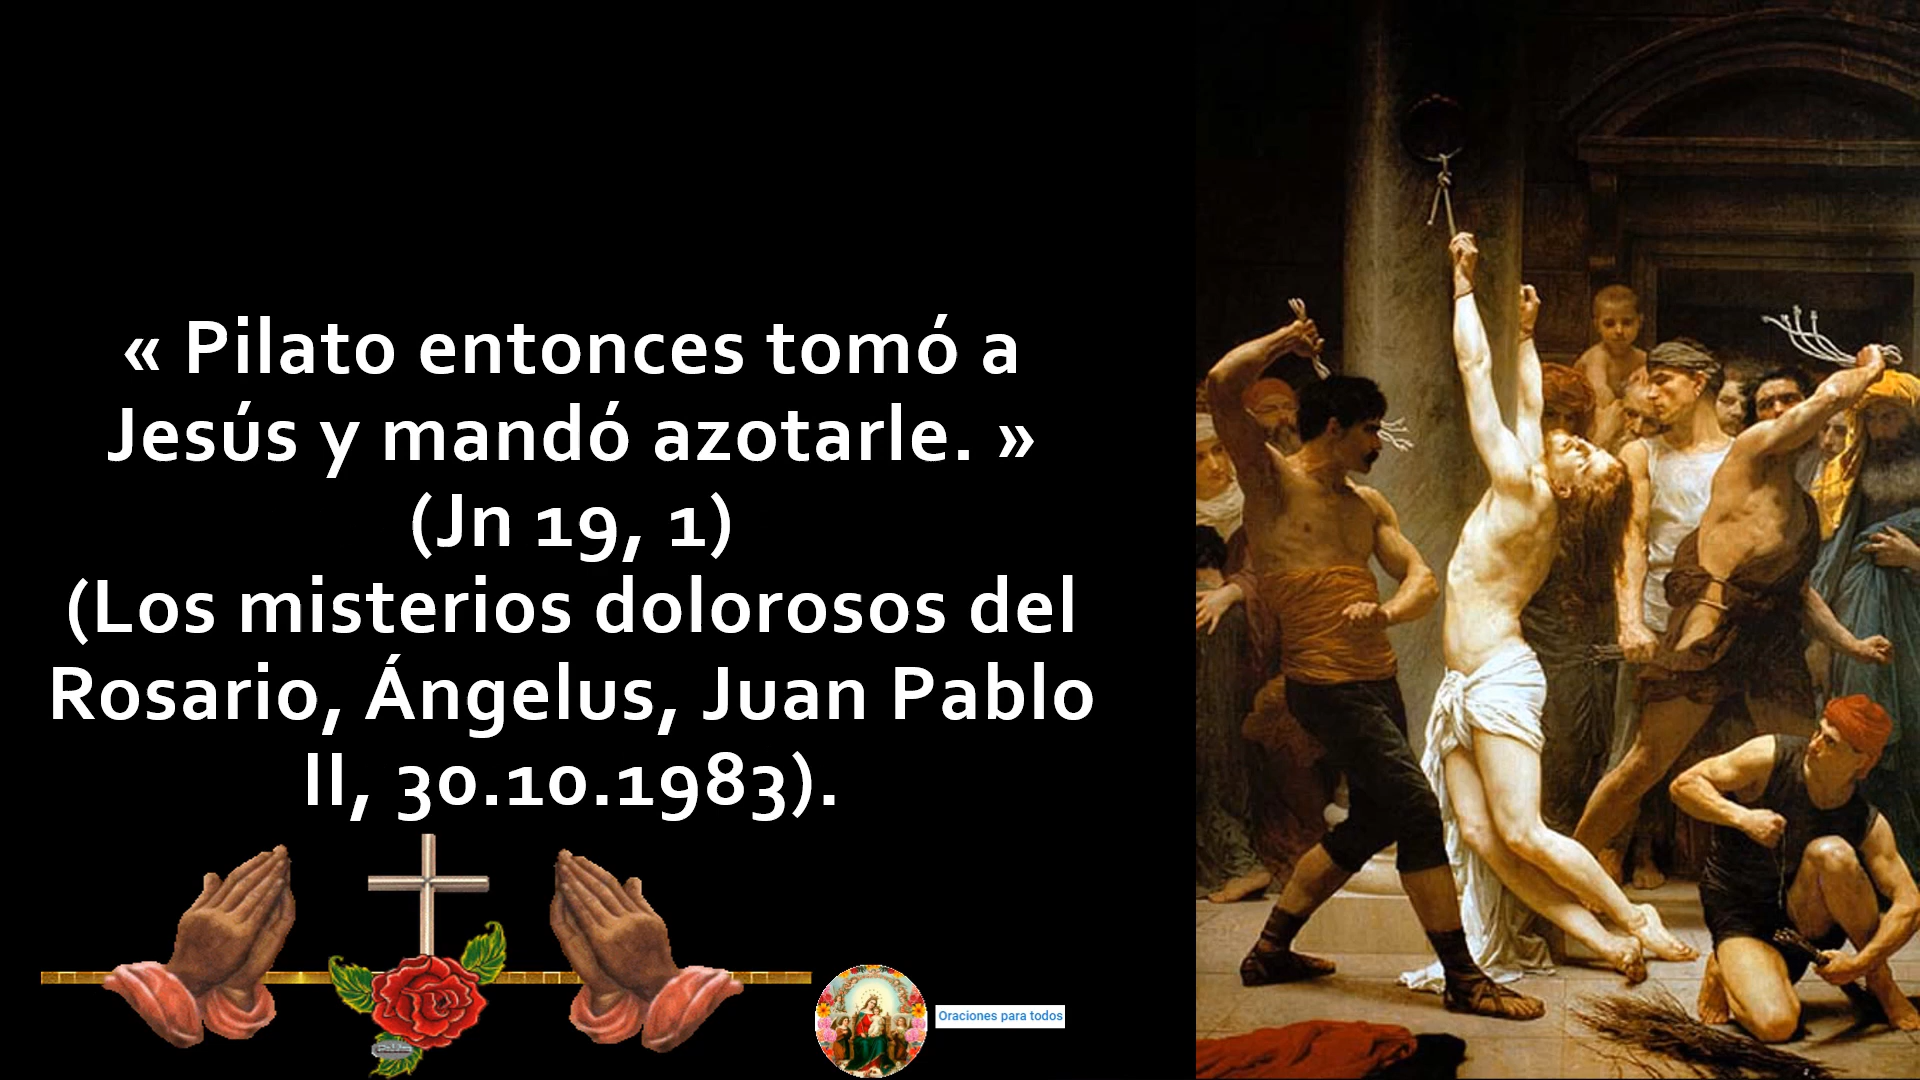 « Pilato entonces tomó a
Jesús y mandó azotarle. »
(Jn 19, 1)
(Los misterios dolorosos del
Rosario, Ángelus, Juan Pablo
II, 30.10.1983).
Oraciones para todos